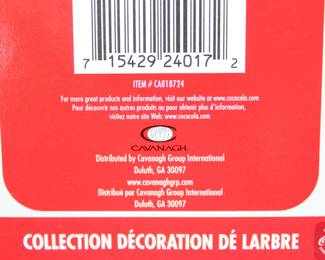 7 15429 24017 2
ITEM # CAB18724
For more great products and information, visit our website at www.cocacola.com.
Pour découvrir nos autres produits ou pour obtenir plus d'information,
visitez notre site Web: www.cocacola.com.
CAVANAGH
Distributed by Cavanagh Group International
Duluth, GA 30097
www.cavanaghgrp.com
Distribué par Cavanagh Group International
Duluth, GA 30097
COLLECTION DÉCORATION DÉ LARBRE